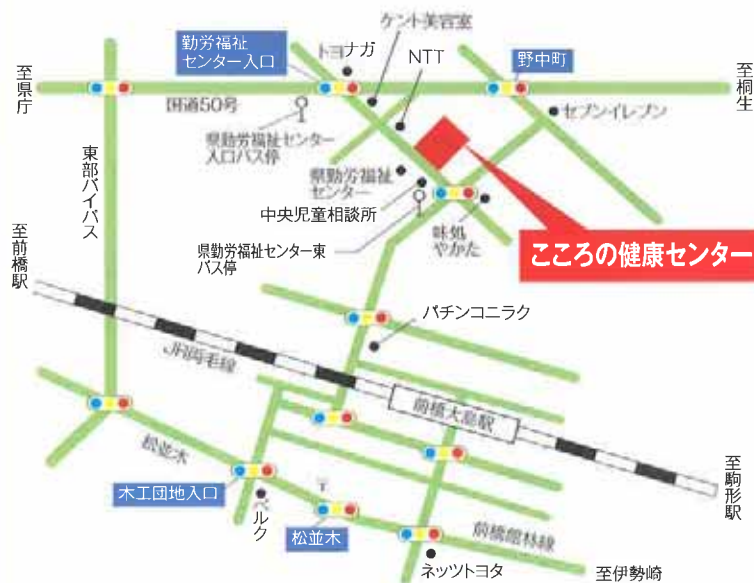 ケント美容室
勤労福祉
センター入口
トヨナガ
NTT
野中町
至県庁
至桐生
国道50号
セブンイレブン
県勤労福祉センター
入口バス停
東部バイパス
県勤労福祉
センター
中央児童相談所
味処
やかた
県勤労福祉センター東
バス停
こころの健康センター
至前橋駅
パチンコニラク
JR両毛線
前橋大島駅
至駒形駅
松並木
木工団地入口
〒
ベルク
松並木
前橋館林線
ネッツトヨタ
至伊勢崎